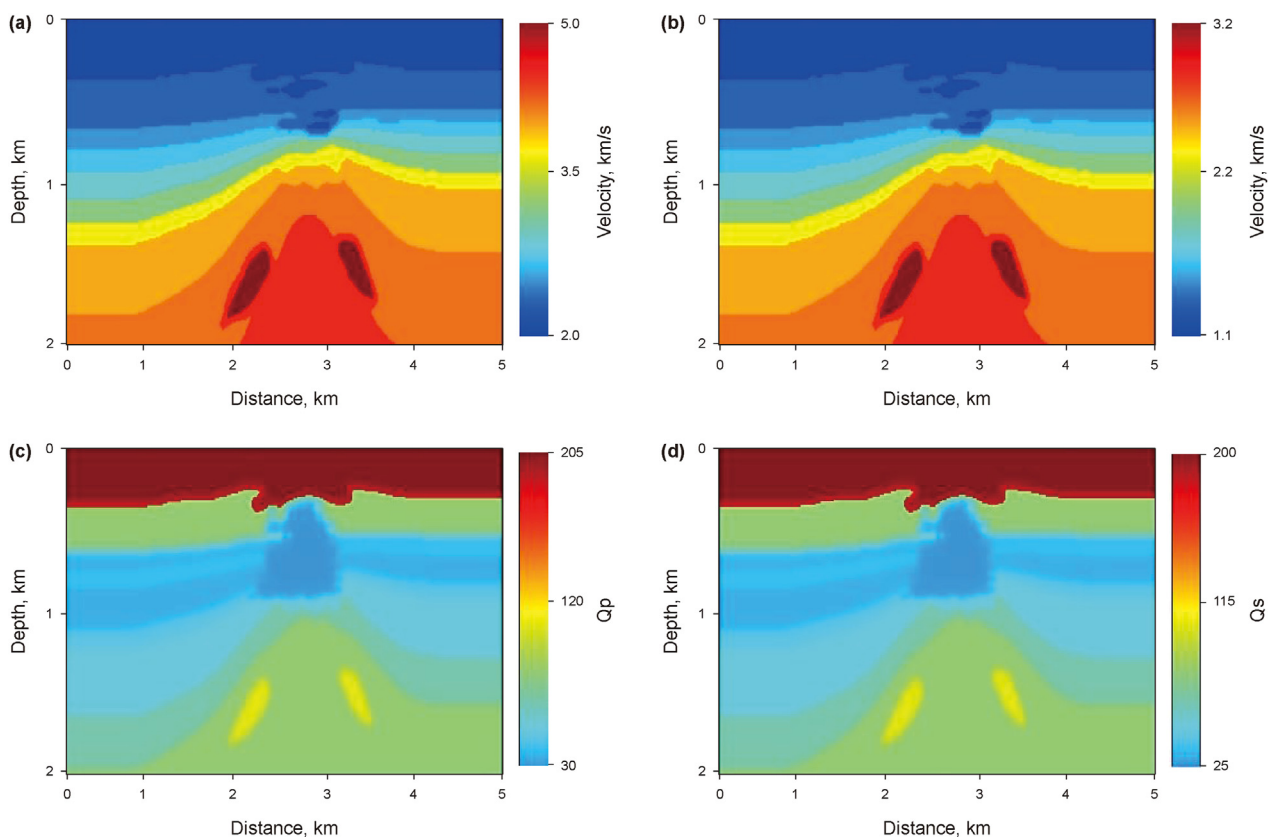 (a)
0
1
2
Depth, km
0 1 2 3 4 5
Distance, km
5.0
3.5
2.0
Velocity, km/s
(b)
0
1
2
Depth, km
0 1 2 3 4 5
Distance, km
3.2
2.2
1.1
Velocity, km/s
(c)
0
1
2
Depth, km
0 1 2 3 4 5
Distance, km
205
120
30
Qp
(d)
0
1
2
Depth, km
0 1 2 3 4 5
Distance, km
200
115
25
Qs